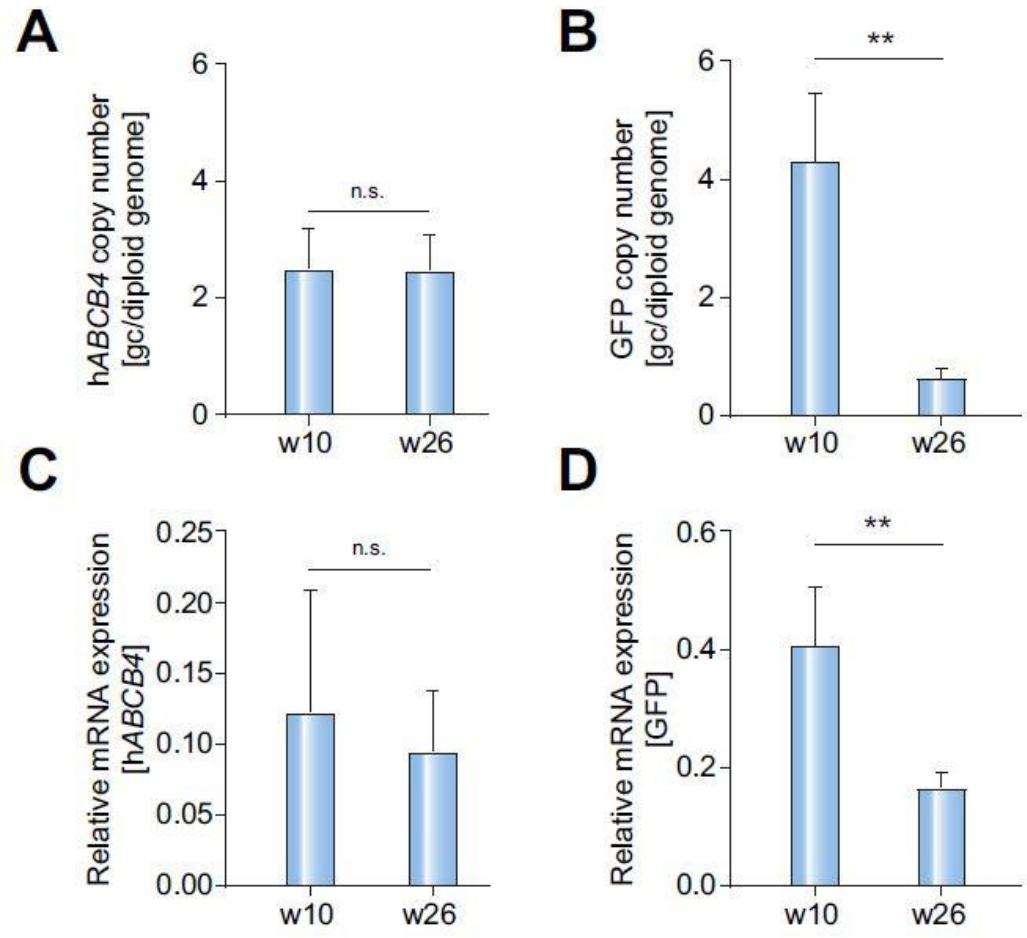 A
hABCB4 copy number
[gc/diploid genome]
6
4
2
0
n.s.
w10
w26
B
GFP copy number
[gc/diploid genome]
6
4
2
0
**
w10
w26
C
Relative mRNA expression
[hABCB4]
0.25
0.20
0.15
0.10
0.05
0.00
n.s.
w10
w26
D
Relative mRNA expression
[GFP]
0.6
0.4
0.2
0.0
**
w10
w26